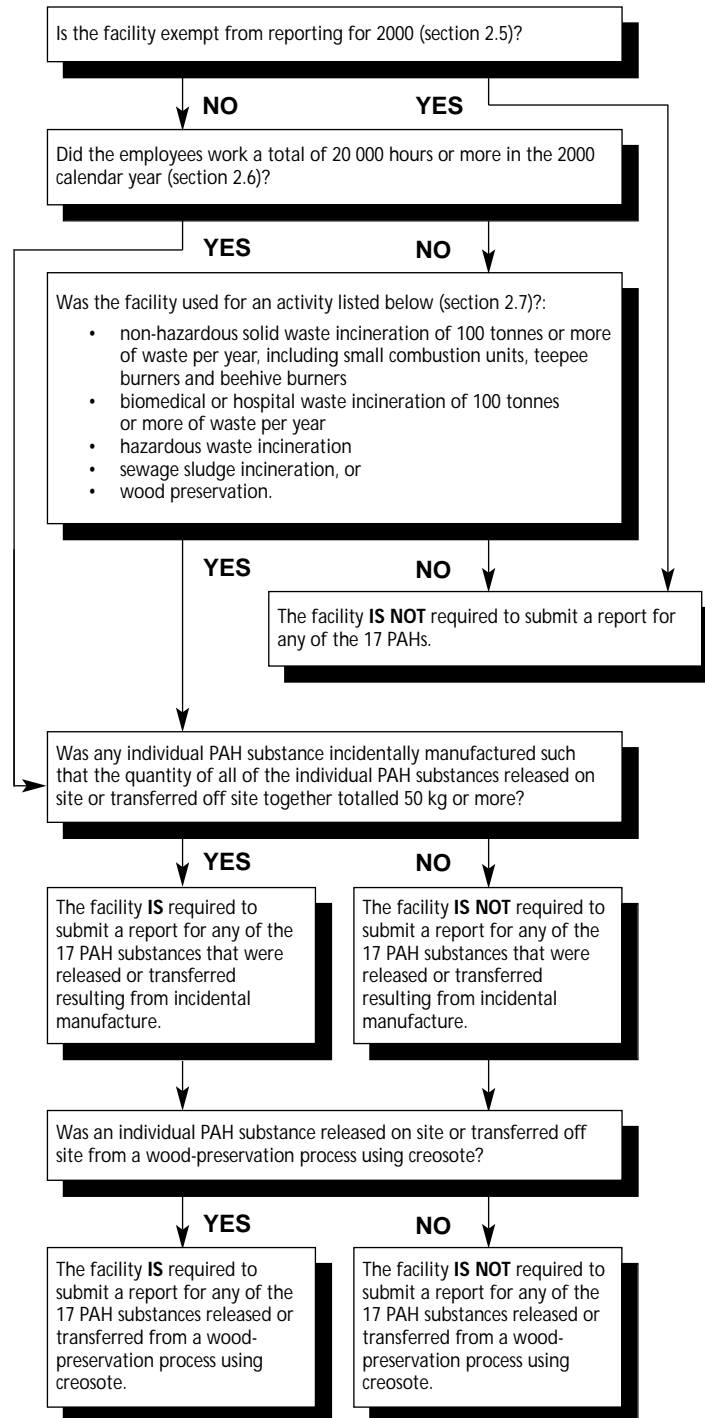 Is the facility exempt from reporting for 2000 (section 2.5)?
NO
YES
Did the employees work a total of 20 000 hours or more in the 2000
calendar year (section 2.6)?
YES
NO
Was the facility used for an activity listed below (section 2.7)?:
• non-hazardous solid waste incineration of 100 tonnes or more
of waste per year, including small combustion units, teepee
burners and beehive burners
• biomedical or hospital waste incineration of 100 tonnes
or more of waste per year
• hazardous waste incineration
• sewage sludge incineration, or
• wood preservation.
YES
NO
The facility IS NOT required to submit a report for
any of the 17 PAHs.
Was any individual PAH substance incidentally manufactured such
that the quantity of all of the individual PAH substances released on
site or transferred off site together totalled 50 kg or more?
YES
NO
The facility IS required to
submit a report for any of the
17 PAH substances that were
released or transferred
resulting from incidental
manufacture.
The facility IS NOT required to
submit a report for any of the
17 PAH substances that were
released or transferred
resulting from incidental
manufacture.
Was an individual PAH substance released on site or transferred off
site from a wood-preservation process using creosote?
YES
NO
The facility IS required to
submit a report for any of the
17 PAH substances released or
transferred from a wood-
preservation process using
creosote.
The facility IS NOT required to
submit a report for any of the
17 PAH substances released or
transferred from a wood-
preservation process using
creosote.